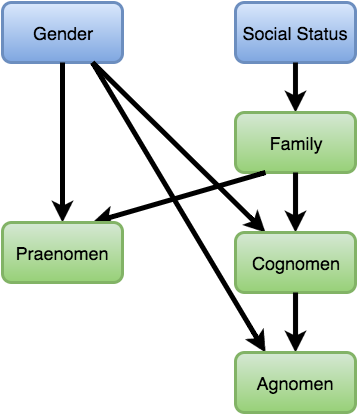 Gender
Social Status
Family
Praenomen
Cognomen
Agnomen